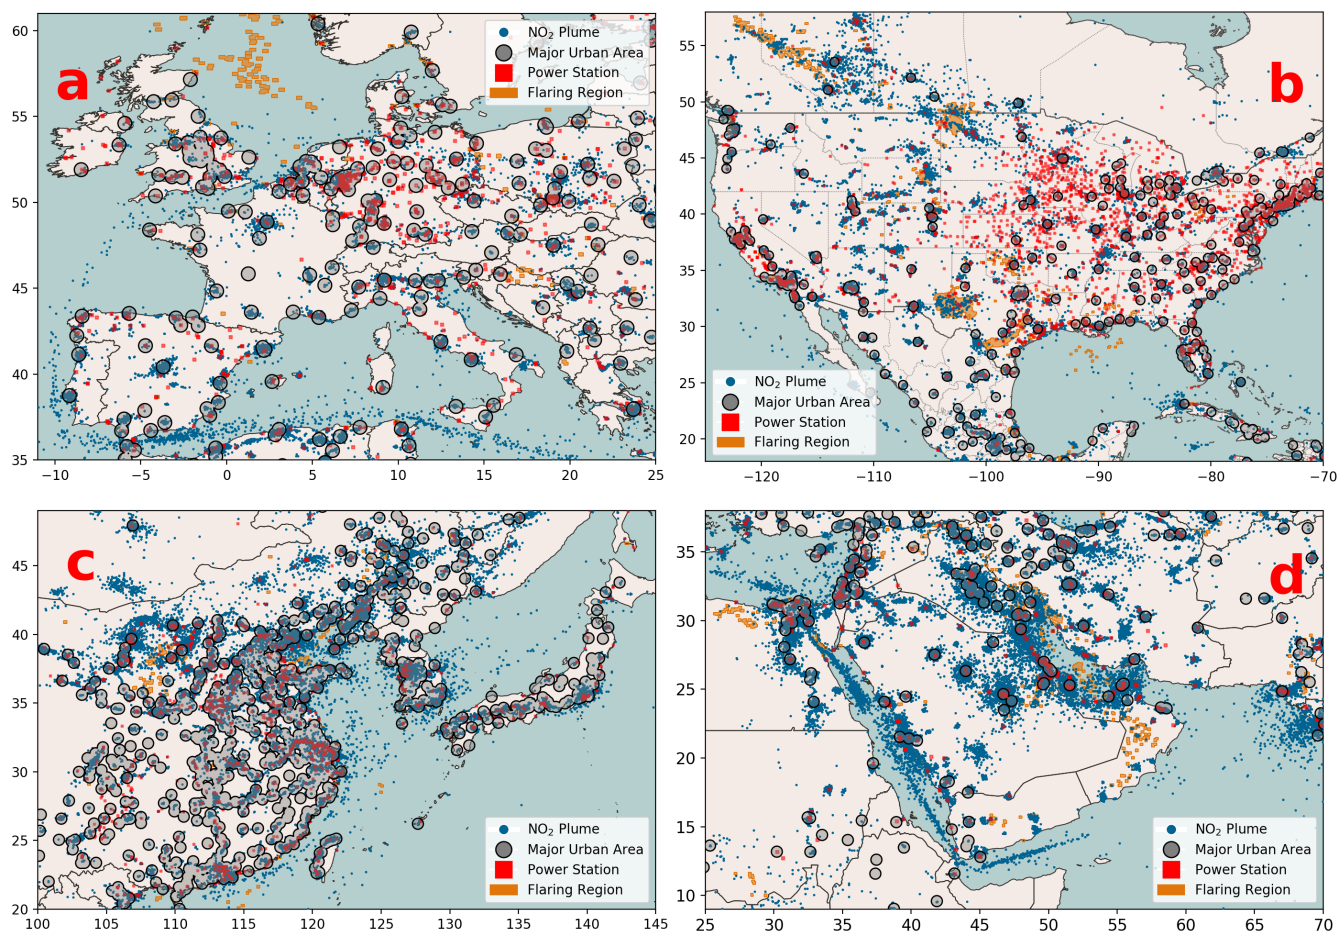 a
NO₂ Plume
Major Urban Area
Power Station
Flaring Region
60
55
50
45
40
35
−10 −5 0 5 10 15 20 25
b
55
50
45
40
35
30
25
20
NO₂ Plume
Major Urban Area
Power Station
Flaring Region
−120 −110 −100 −90 −80 −70
c
45
40
35
30
25
20
NO₂ Plume
Major Urban Area
Power Station
Flaring Region
100 105 110 115 120 125 130 135 140 145
d
35
30
25
20
15
10
NO₂ Plume
Major Urban Area
Power Station
Flaring Region
25 30 35 40 45 50 55 60 65 70